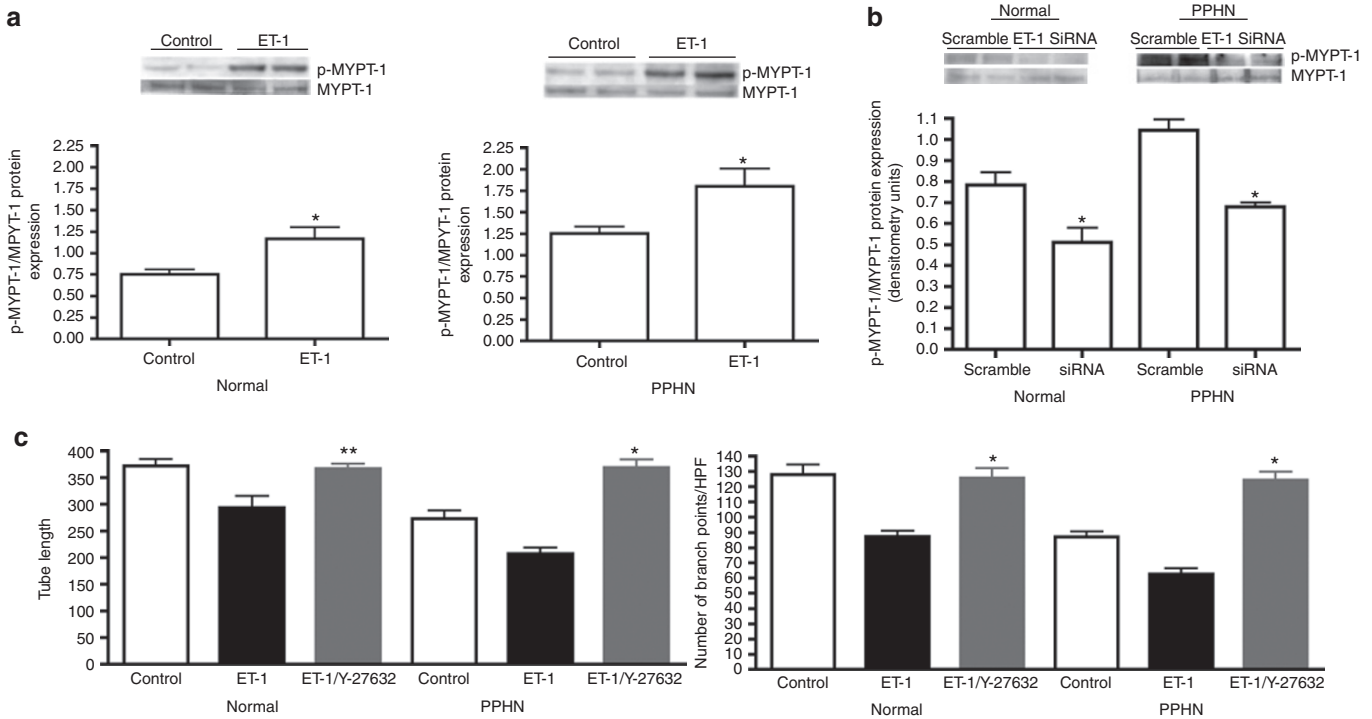 a
Control ET-1
p-MYPT-1
MYPT-1
2.25
2.00
1.75
1.50
1.25
1.00
0.75
0.50
0.25
0.00
p-MYPT-1/MPYT-1 protein
expression
*
Control ET-1
Normal
Control ET-1
p-MYPT-1
MYPT-1
2.25
2.00
1.75
1.50
1.25
1.00
0.75
0.50
0.25
0.00
p-MYPT-1/MPYT-1 protein
expression
*
Control ET-1
PPHN
b
Normal PPHN
Scramble ET-1 SiRNA Scramble ET-1 SiRNA
p-MYPT-1
MYPT-1
1.1
1.0
0.9
0.8
0.7
0.6
0.5
0.4
0.3
0.2
0.1
0.0
p-MYPT-1/MYPT-1 protein expression
(densitometry units)
* *
Scramble siRNA Scramble siRNA
Normal PPHN
c
400
350
300
250
200
150
100
50
0
Tube length
** *
Control ET-1 ET-1/Y-27632 Control ET-1 ET-1/Y-27632
Normal PPHN
140
130
120
110
100
90
80
70
60
50
40
30
20
10
0
Number of branch points/HPF
* *
Control ET-1 ET-1/Y-27632 Control ET-1 ET-1/Y-27632
Normal PPHN